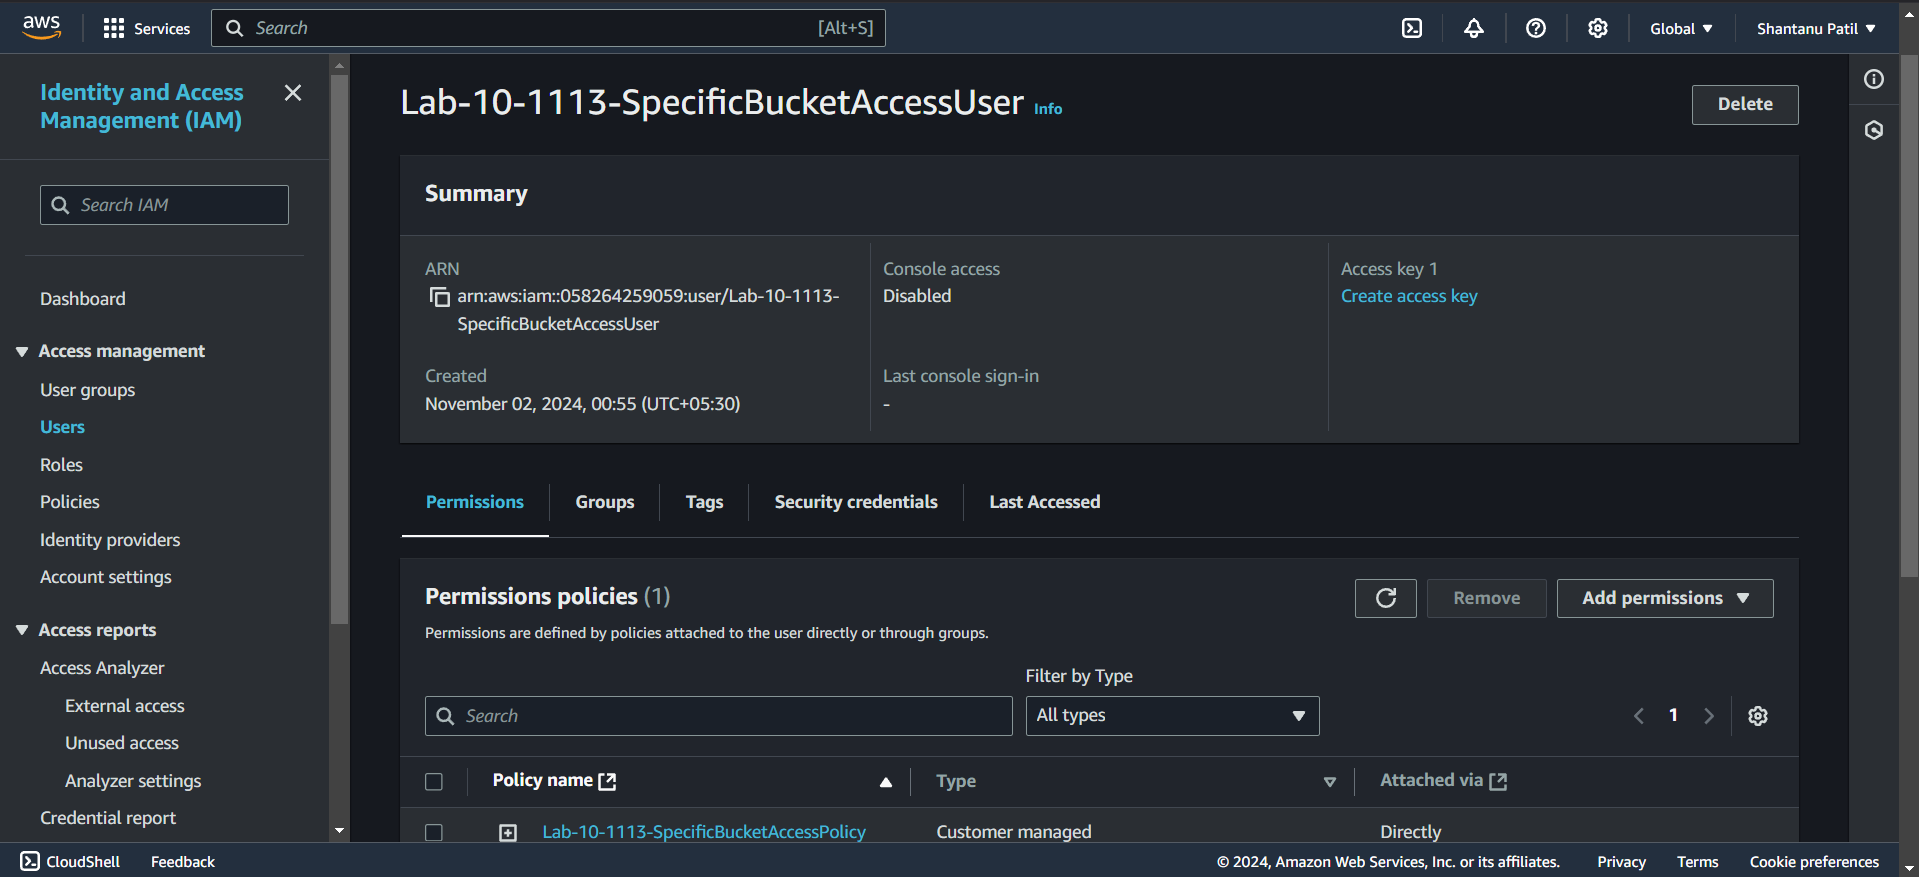 aws
Services
Search
[Alt+S]
Global
Shantanu Patil
Identity and Access
Management (IAM)
Search IAM
Dashboard
Access management
User groups
Users
Roles
Policies
Identity providers
Account settings
Access reports
Access Analyzer
External access
Unused access
Analyzer settings
Credential report
Lab-10-1113-SpecificBucketAccessUser Info
Delete
Summary
ARN
arn:aws:iam::058264259059:user/Lab-10-1113-
SpecificBucketAccessUser
Console access
Disabled
Access key 1
Create access key
Created
November 02, 2024, 00:55 (UTC+05:30)
Last console sign-in
-
Permissions
Groups
Tags
Security credentials
Last Accessed
Permissions policies (1)
Remove
Add permissions
Permissions are defined by policies attached to the user directly or through groups.
Filter by Type
Search
All types
1
Policy name
Type
Attached via
Lab-10-1113-SpecificBucketAccessPolicy
Customer managed
Directly
CloudShell
Feedback
© 2024, Amazon Web Services, Inc. or its affiliates.
Privacy
Terms
Cookie preferences